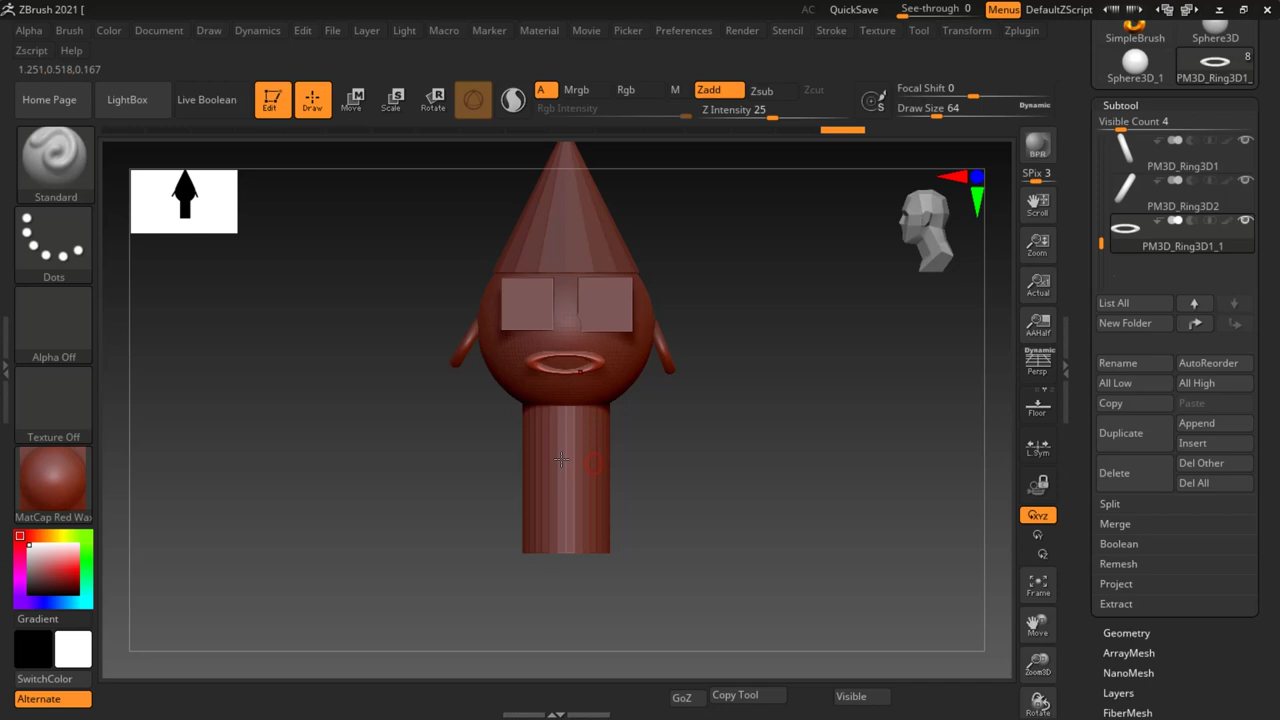 ZBrush 2021 [
AC QuickSave See-through 0 Menus DefaultZScript
Alpha Brush Color Document Draw Dynamics Edit File Layer Light Macro Marker Material Movie Picker Preferences Render Stencil Stroke Texture Tool Transform Zplugin
Zscript Help
1.251,0.518,0.167
Home Page LightBox Live Boolean Edit Draw Move Scale Rotate
A Mrgb Rgb M Zadd Zsub Zcut
Rgb Intensity Z Intensity 25
S Focal Shift 0
Draw Size 64 Dynamic
Standard
Dots
Alpha Off
Texture Off
MatCap Red Wax
Gradient
SwitchColor
Alternate
BPR
SPix 3
Scroll
Zoom
Actual
AAHalf
Dynamic
Persp
Floor
L.Sym
XYZ
Y
Z
Frame
Move
Zoom3D
Rotate
SimpleBrush Sphere3D
8
Sphere3D_1 PM3D_Ring3D1_
Subtool
Visible Count 4
PM3D_Ring3D1
PM3D_Ring3D2
PM3D_Ring3D1_1
List All
New Folder
Rename AutoReorder
All Low All High
Copy Paste
Duplicate Append
Insert
Delete Del Other
Del All
Split
Merge
Boolean
Remesh
Project
Extract
Geometry
ArrayMesh
NanoMesh
Layers
FiberMesh
GoZ Copy Tool Visible